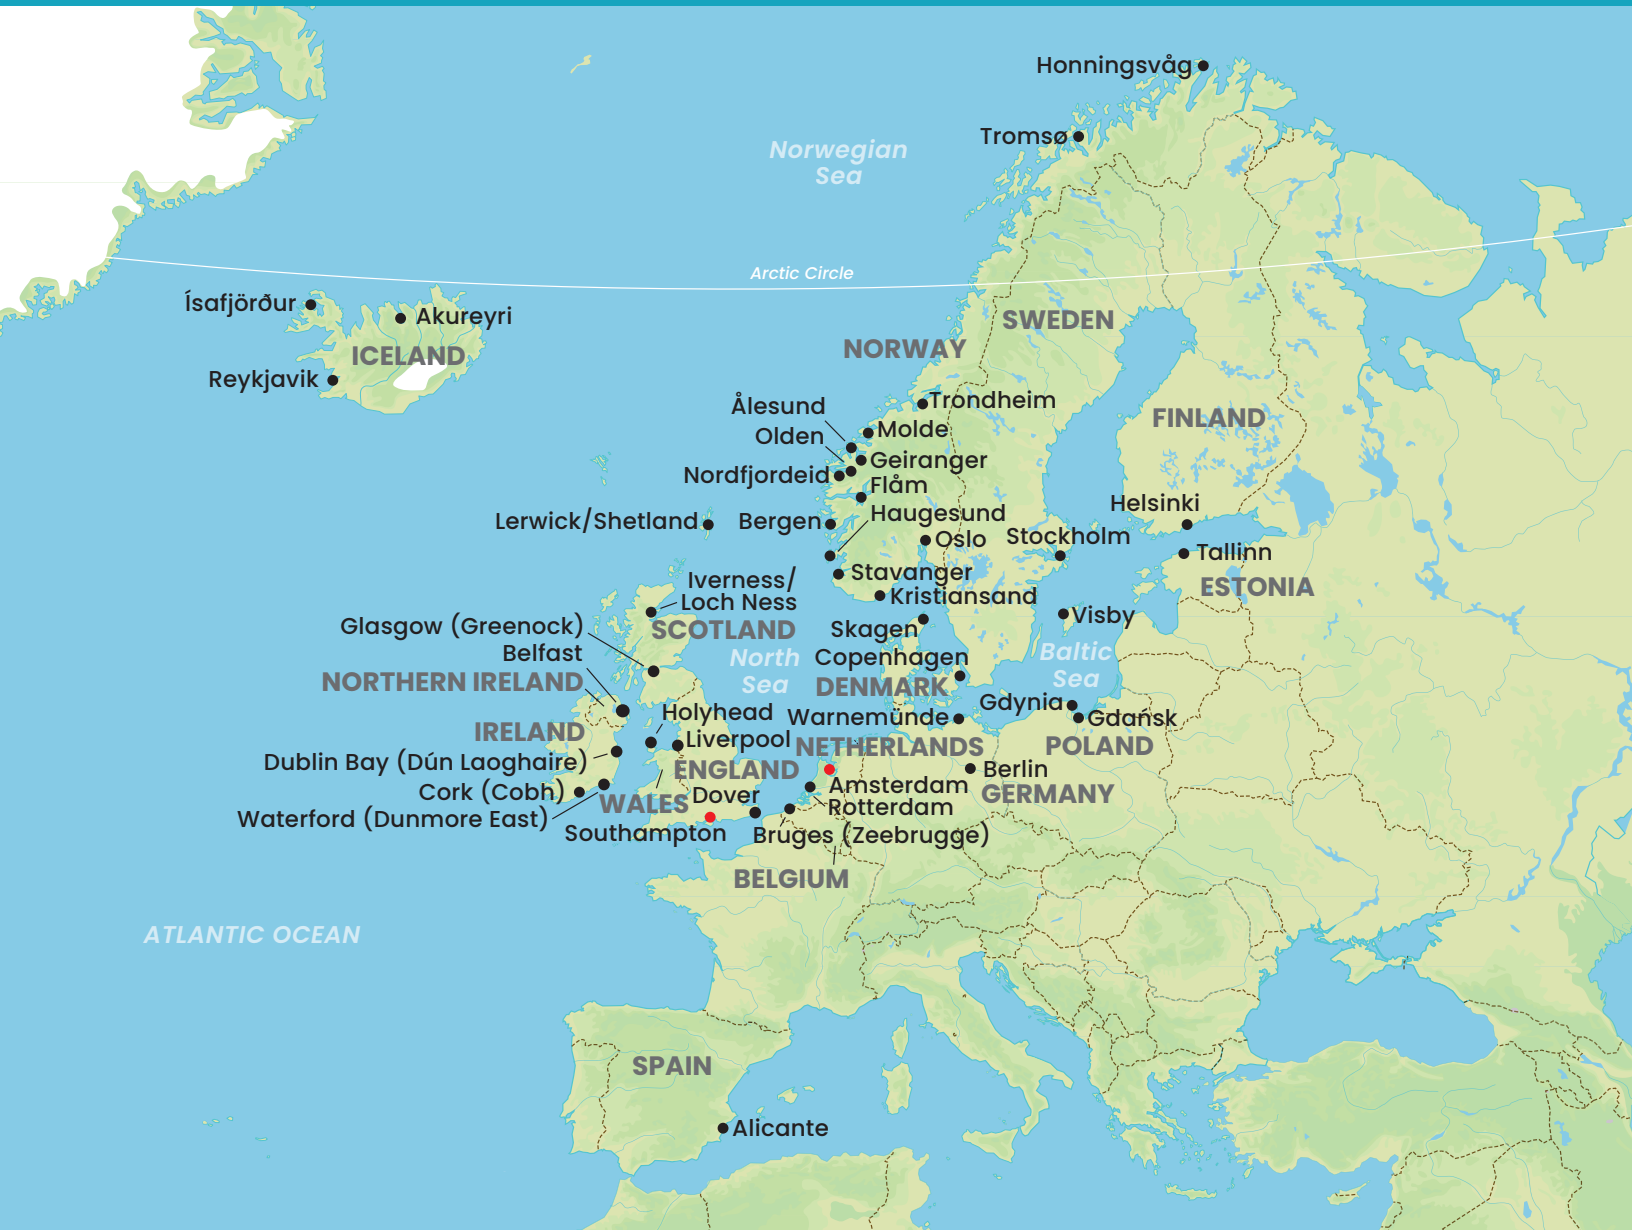 Honningsvåg
Tromsø
Norwegian
Sea
Arctic Circle
Ísafjörður
Akureyri
ICELAND
Reykjavik
SWEDEN
NORWAY
Trondheim
Ålesund
Molde
Olden
FINLAND
Geiranger
Nordfjordeid
Flåm
Helsinki
Haugesund
Lerwick/Shetland
Bergen
Oslo
Stockholm
Tallinn
Stavanger
ESTONIA
Iverness/
Loch Ness
Kristiansand
Visby
Glasgow (Greenock)
SCOTLAND
Skagen
Belfast
North
Sea
Copenhagen
Baltic
Sea
NORTHERN IRELAND
DENMARK
Gdynia
Holyhead
Warnemünde
Gdańsk
IRELAND
Liverpool
NETHERLANDS
POLAND
Dublin Bay (Dún Laoghaire)
ENGLAND
Berlin
Amsterdam
Cork (Cobh)
WALES
Dover
GERMANY
Rotterdam
Waterford (Dunmore East)
Southampton
Bruges (Zeebrugge)
BELGIUM
ATLANTIC OCEAN
SPAIN
Alicante